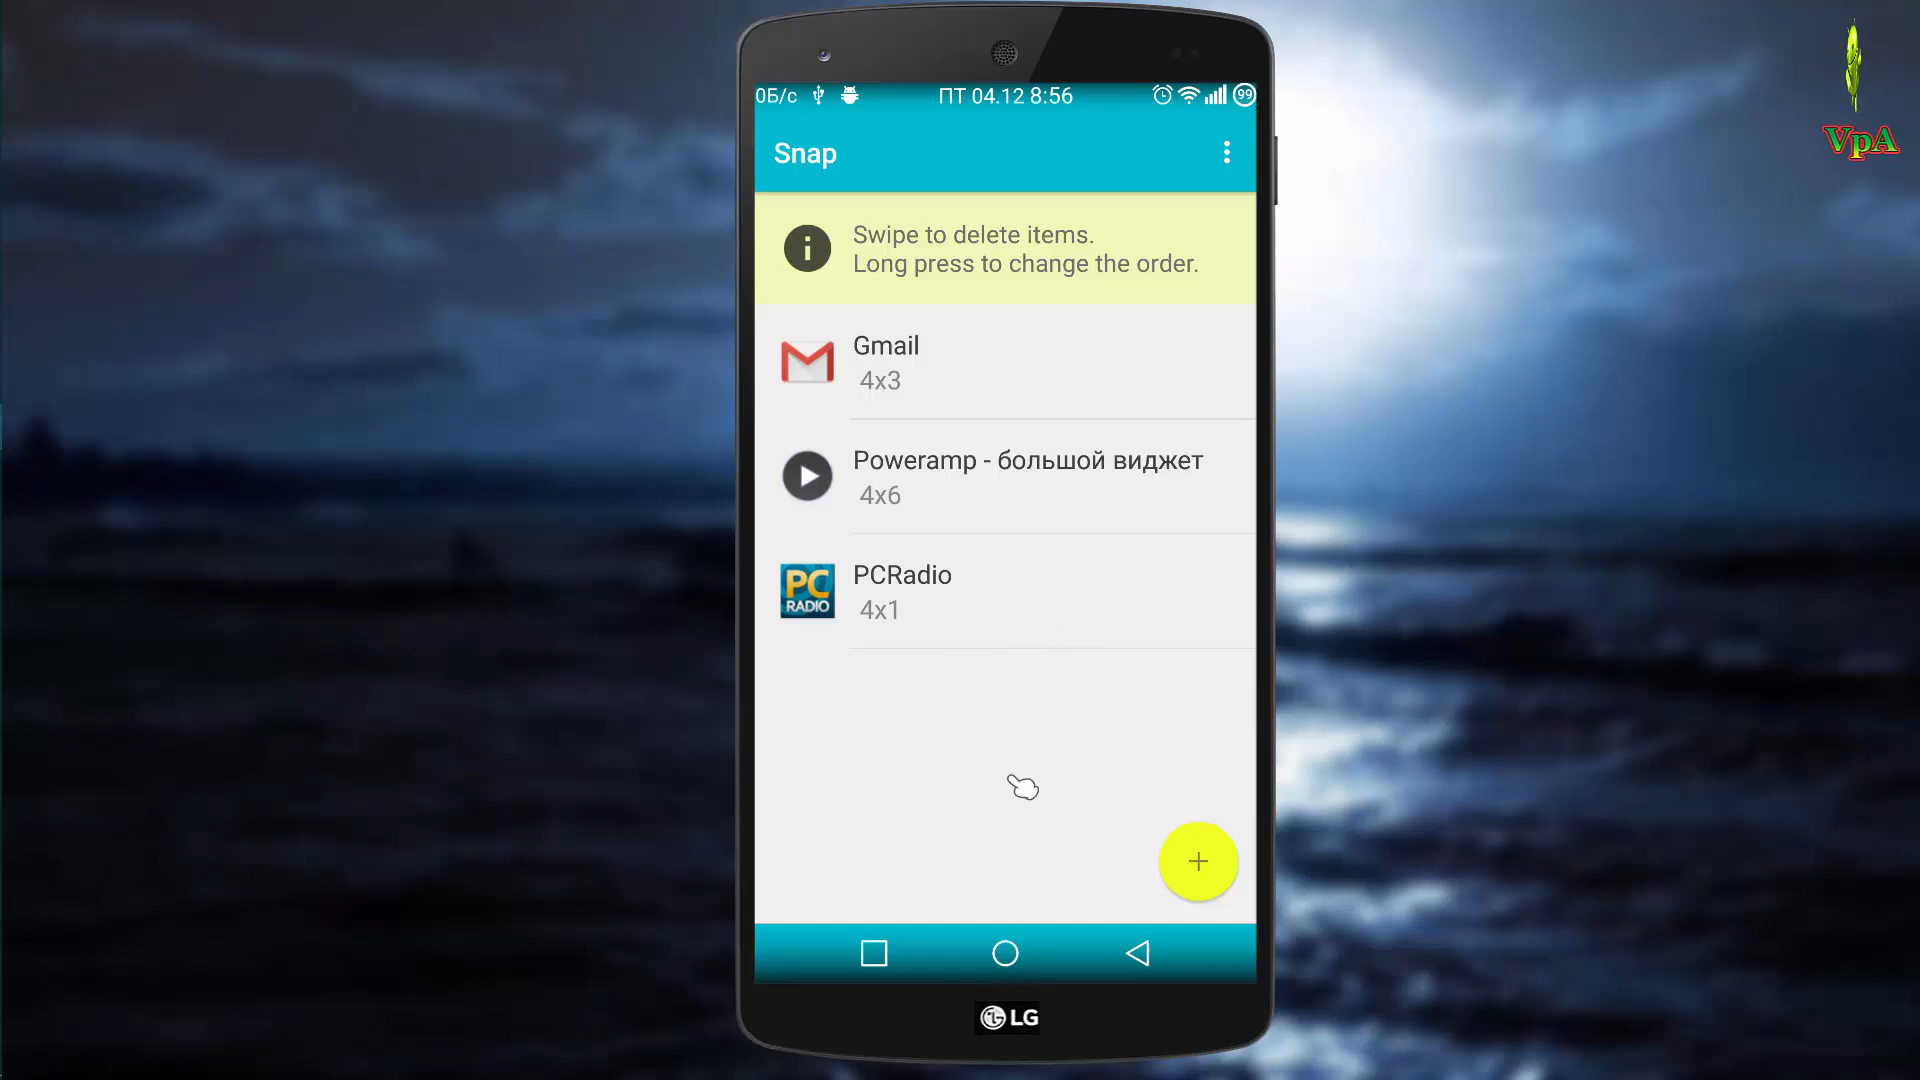 0Б/с
ПТ 04.12 8:56
99
VpA
Snap
Swipe to delete items.
Long press to change the order.
Gmail
4x3
Poweramp - большой виджет
4x6
PC
RADIO
PCRadio
4x1
LG